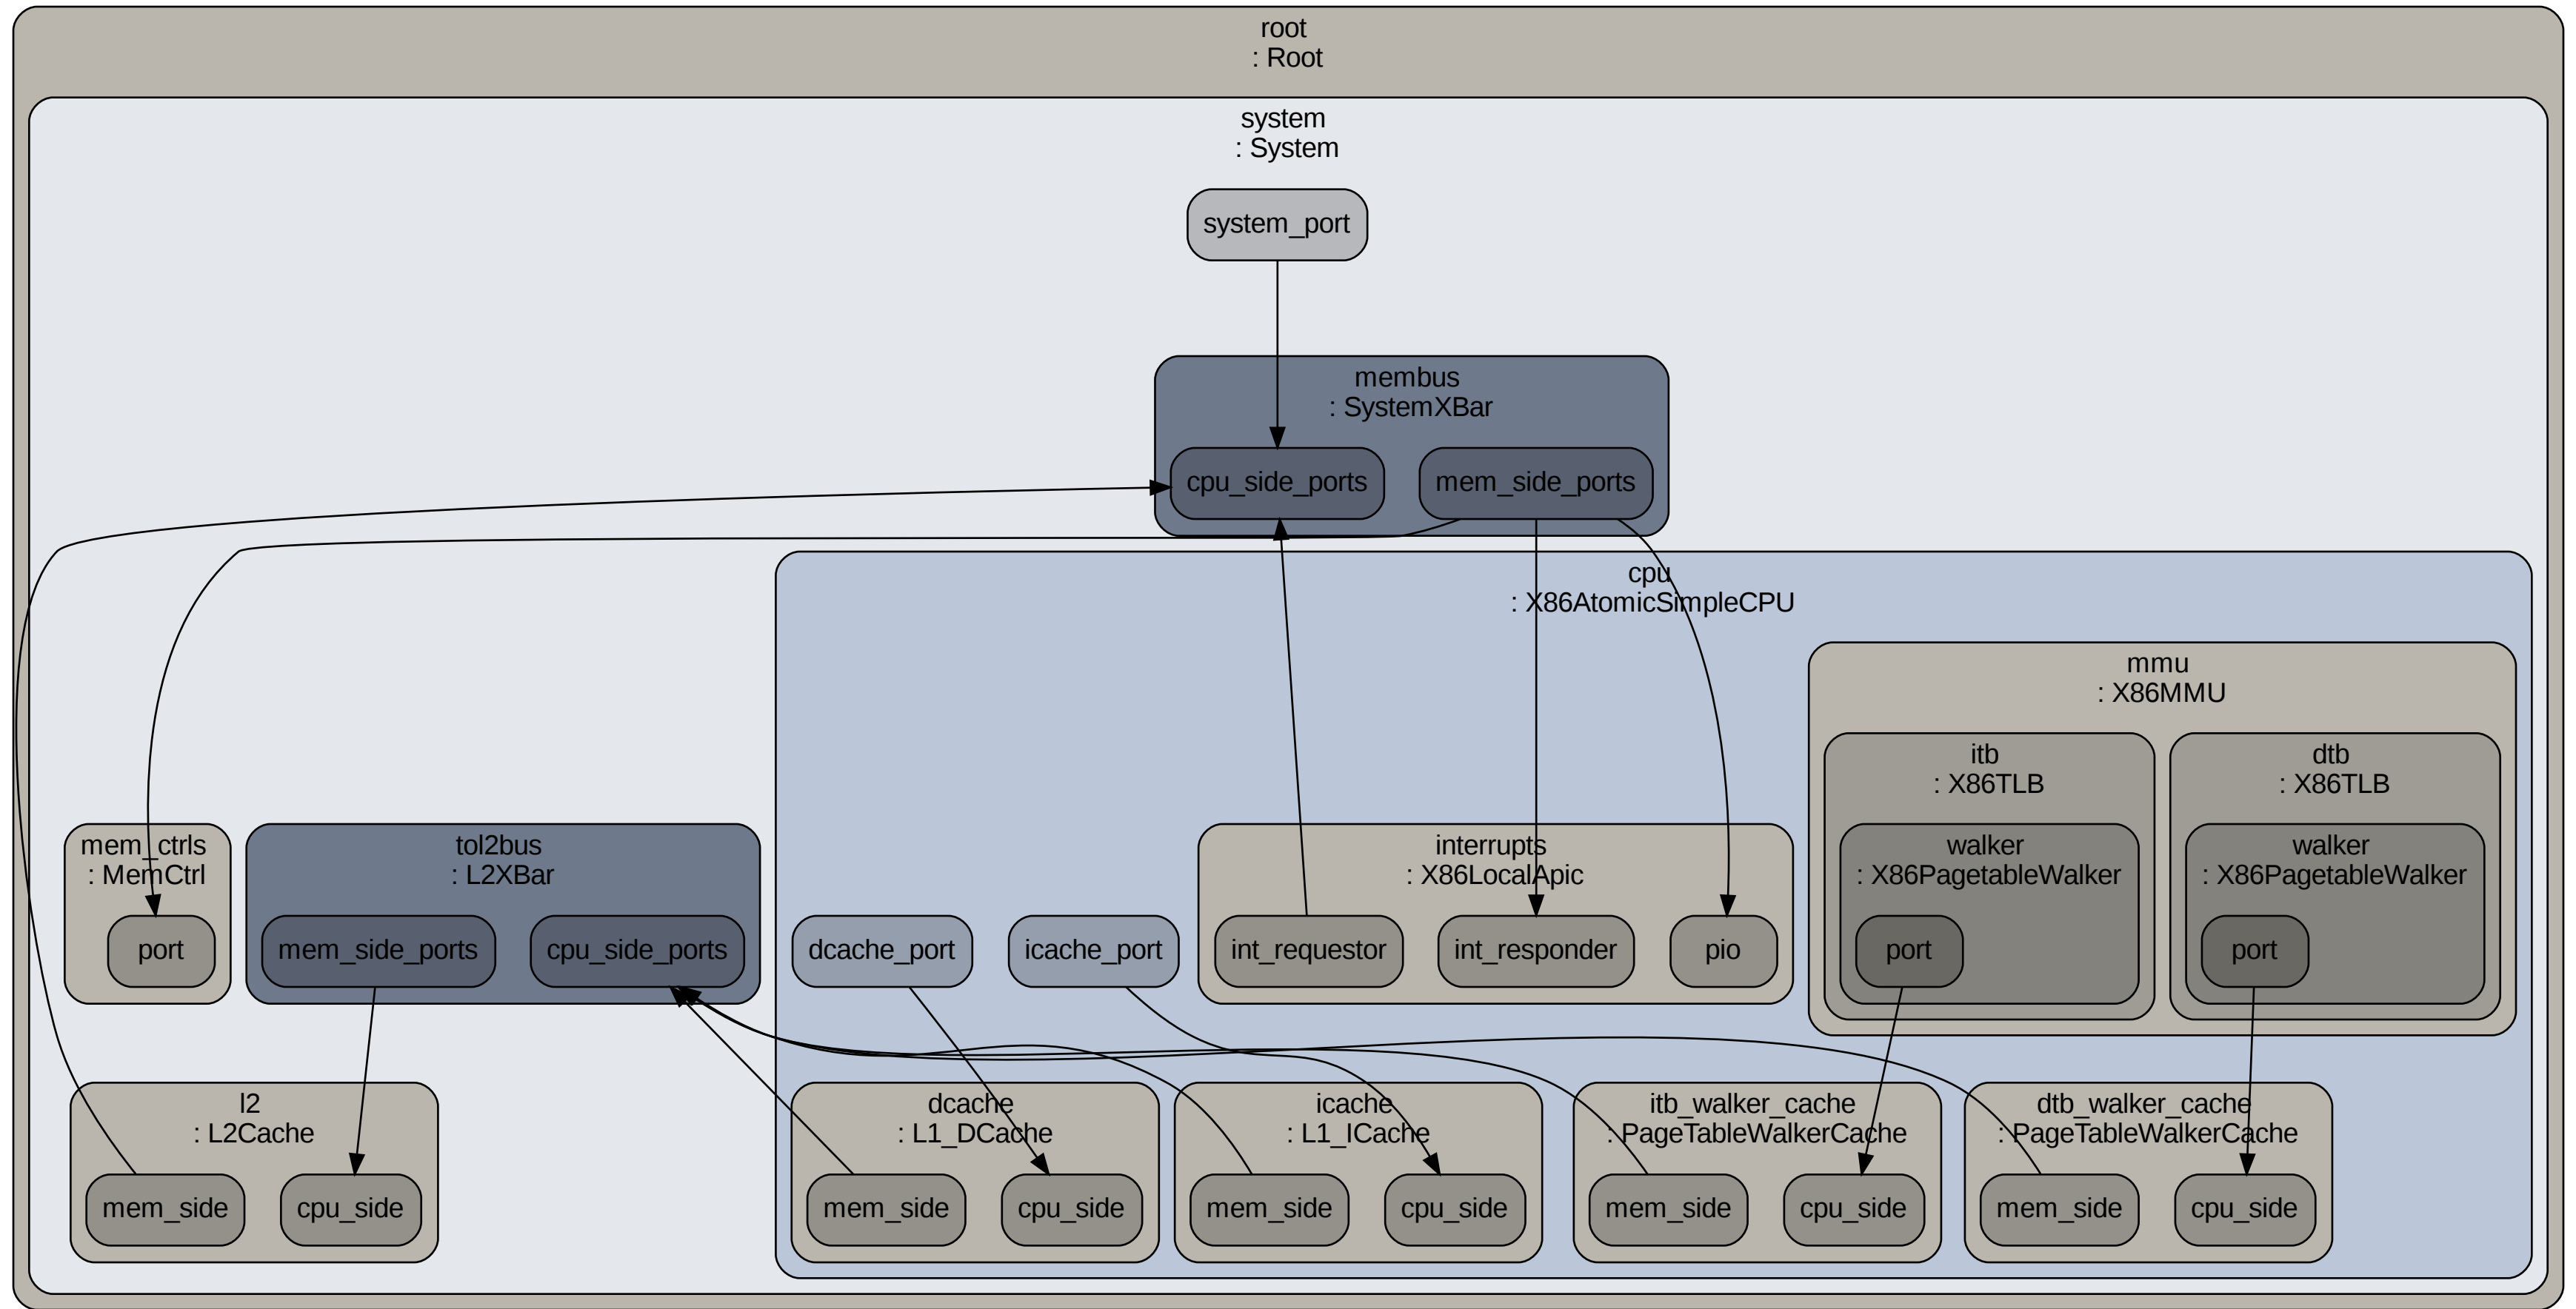 root
: Root
system
: System
system_port
membus
: SystemXBar
cpu_side_ports
mem_side_ports
cpu
: X86AtomicSimpleCPU
mmu
: X86MMU
itb
: X86TLB
dtb
: X86TLB
mem_ctrls
: MemCtrl
port
tol2bus
: L2XBar
mem_side_ports
cpu_side_ports
dcache_port
icache_port
interrupts
: X86LocalApic
int_requestor
int_responder
pio
walker
: X86PagetableWalker
port
walker
: X86PagetableWalker
port
l2
: L2Cache
mem_side
cpu_side
dcache
: L1_DCache
mem_side
cpu_side
icache
: L1_ICache
mem_side
cpu_side
itb_walker_cache
: PageTableWalkerCache
mem_side
cpu_side
dtb_walker_cache
: PageTableWalkerCache
mem_side
cpu_side